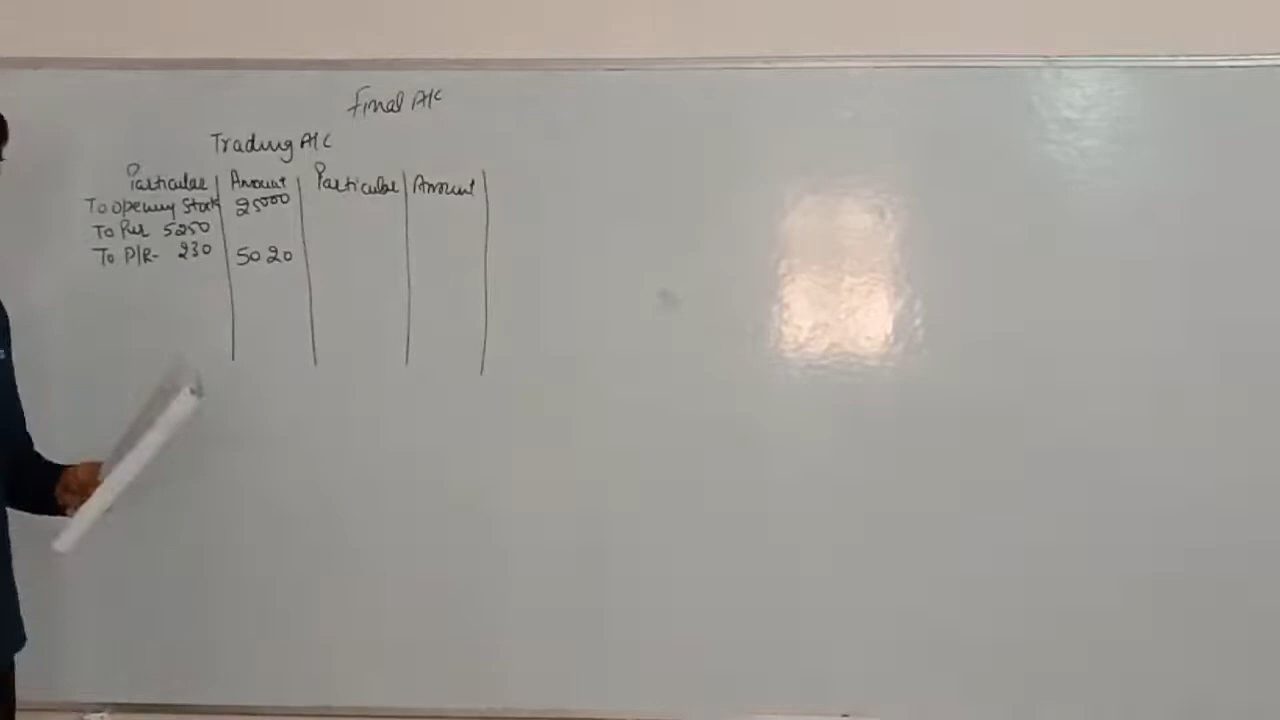 Final A/C
Trading A/C
Particular Amount Particular Amount
To Opening Stock 25000
To Pur 5250
To P/R- 230 5020